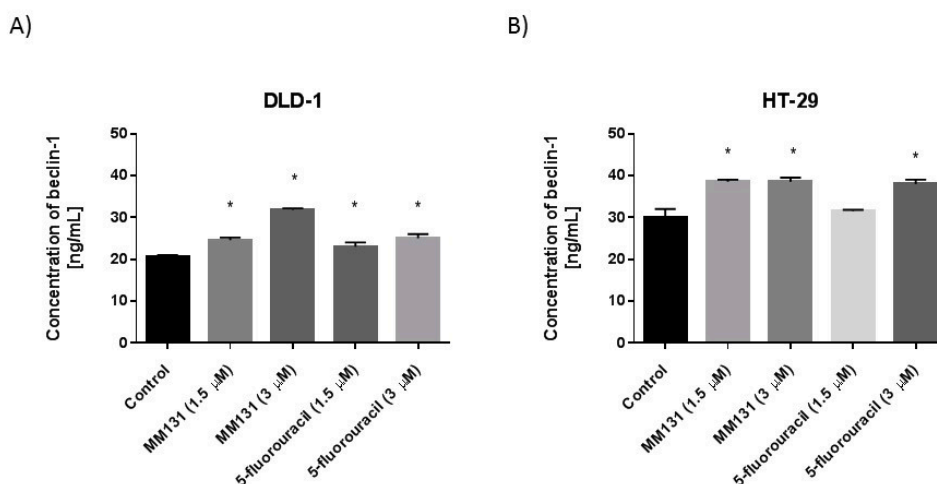 A)
DLD-1
Concentration of beclin-1
[ng/mL]
50
40
30
20
10
0
*
*
*
*
Control
MM131 (1.5 µM)
MM131 (3 µM)
5-fluorouracil (1.5 µM)
5-fluorouracil (3 µM)
B)
HT-29
Concentration of beclin-1
[ng/mL]
50
40
30
20
10
0
*
*
*
Control
MM131 (1.5 µM)
MM131 (3 µM)
5-fluorouracil (1.5 µM)
5-fluorouracil (3 µM)